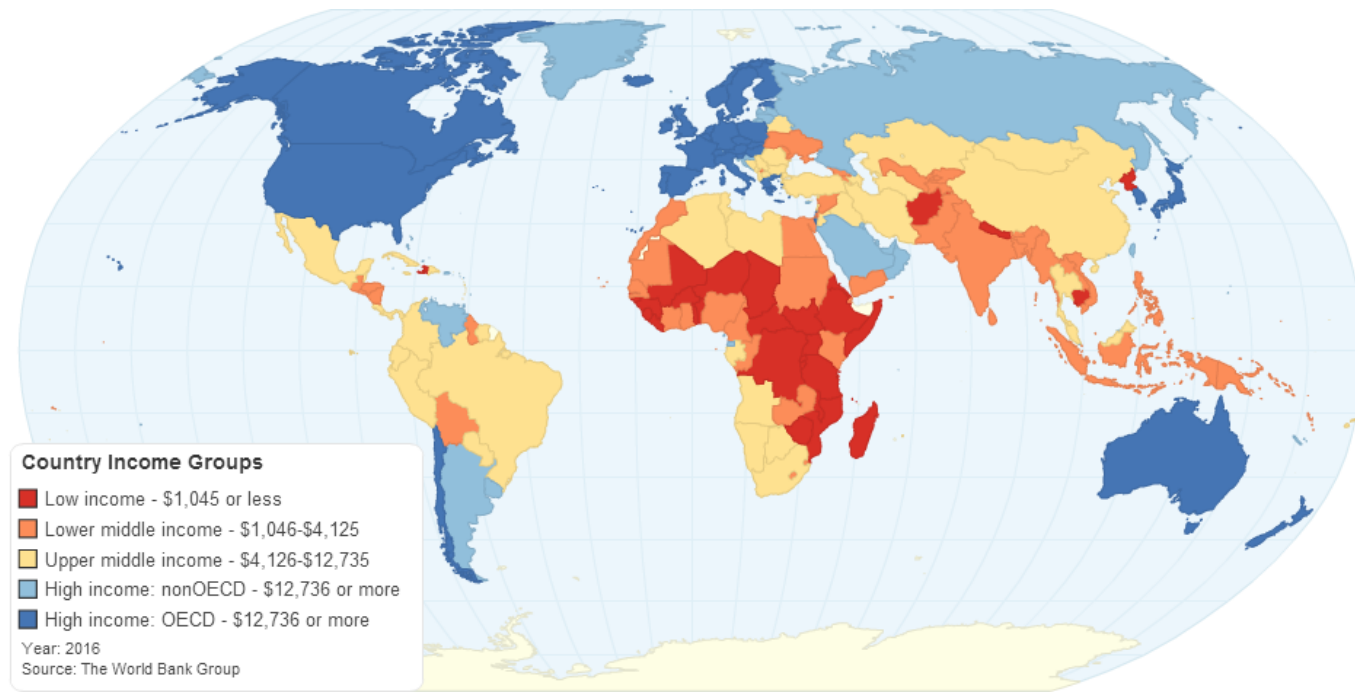 Country Income Groups
Low income - $1,045 or less
Lower middle income - $1,046-$4,125
Upper middle income - $4,126-$12,735
High income: nonOECD - $12,736 or more
High income: OECD - $12,736 or more
Year: 2016
Source: The World Bank Group